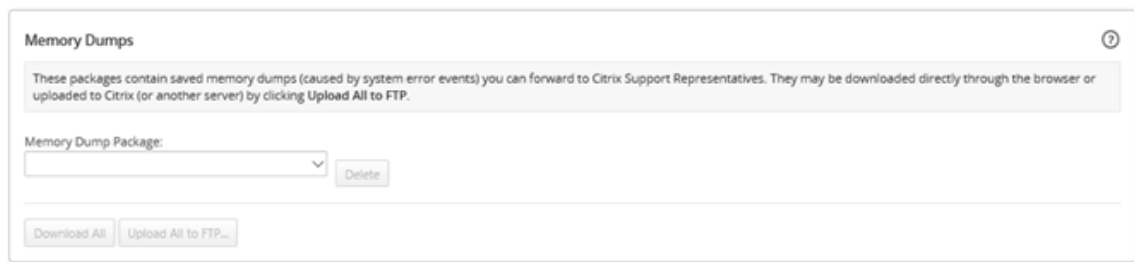 Memory Dumps
?
These packages contain saved memory dumps (caused by system error events) you can forward to Citrix Support Representatives. They may be downloaded directly through the browser or
uploaded to Citrix (or another server) by clicking Upload All to FTP.
Memory Dump Package:
Delete
Download All Upload All to FTP...